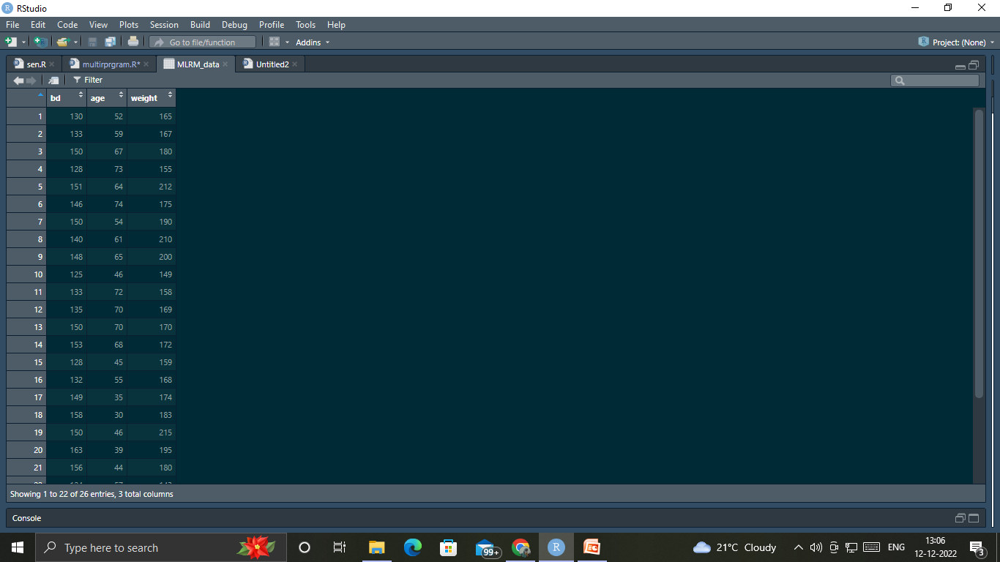 RStudio
File Edit Code View Plots Session Build Debug Profile Tools Help
Go to file/function Addins Project: (None)
sen.R multirprgram.R* MLRM_data Untitled2
Filter
bd age weight
1 130 52 165
2 133 59 167
3 150 67 180
4 128 73 155
5 151 64 212
6 146 74 175
7 150 54 190
8 140 61 210
9 148 65 200
10 125 46 149
11 133 72 158
12 135 70 169
13 150 70 170
14 153 68 172
15 128 45 159
16 132 55 168
17 149 35 174
18 158 30 183
19 150 46 215
20 163 39 195
21 156 44 180
Showing 1 to 22 of 26 entries, 3 total columns
Console
Type here to search 99+ R 21°C Cloudy ENG 13:06
12-12-2022 3